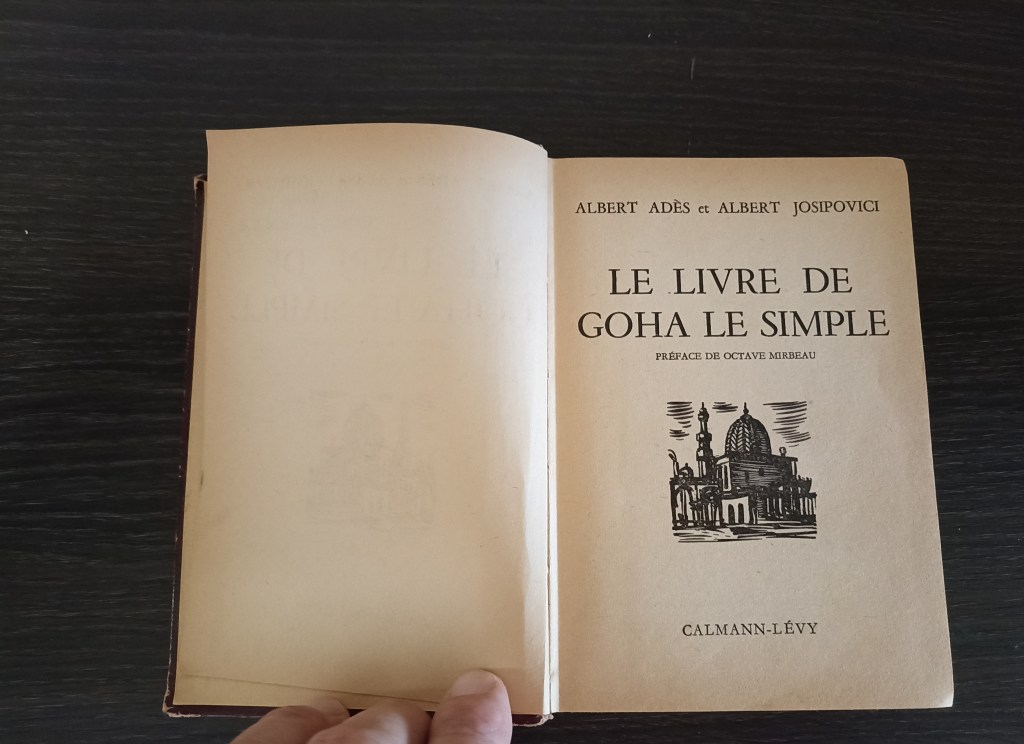 ALBERT ADÈS et ALBERT JOSIPOVICI
LE LIVRE DE
GOHA LE SIMPLE
PRÉFACE DE OCTAVE MIRBEAU
CALMANN-LÉVY